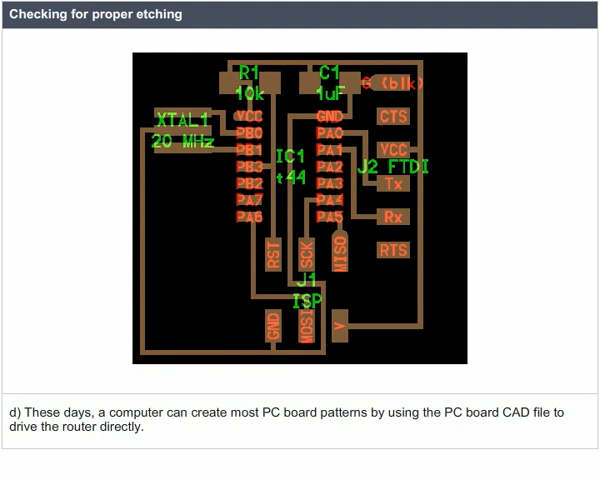 Checking for proper etching
R1
10k
C1
1uF
G (blk)
XTAL1
20 MHz
VCC
PB0
PB1
PB3
PB2
PA7
PA6
IC1
t44
GND
PA0
PA1
PA2
PA3
PA4
PA5
CTS
VCC
J2 FTDI
Tx
Rx
RTS
RST
SCK
MISO
J1
ISP
GND
MOSI
V
d) These days, a computer can create most PC board patterns by using the PC board CAD file to
drive the router directly.